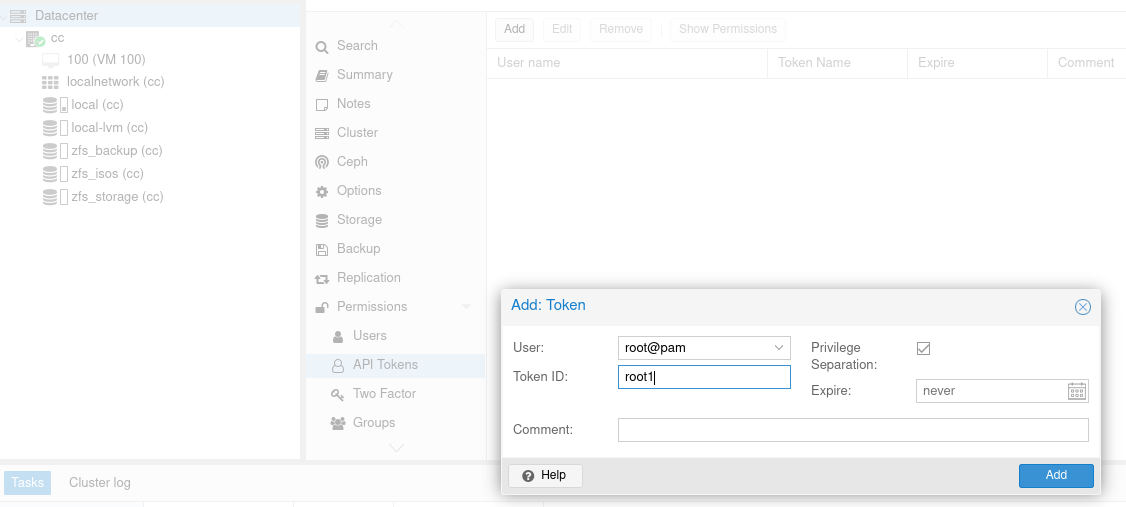 Datacenter
cc
100 (VM 100)
localnetwork (cc)
local (cc)
local-lvm (cc)
zfs_backup (cc)
zfs_isos (cc)
zfs_storage (cc)
Search
Summary
Notes
Cluster
Ceph
Options
Storage
Backup
Replication
Permissions
Users
API Tokens
Two Factor
Groups
Add Edit Remove Show Permissions
User name Token Name Expire Comment
Add: Token
User: root@pam
Token ID: root1
Privilege
Separation:
Expire: never
Comment:
Help Add
Tasks Cluster log